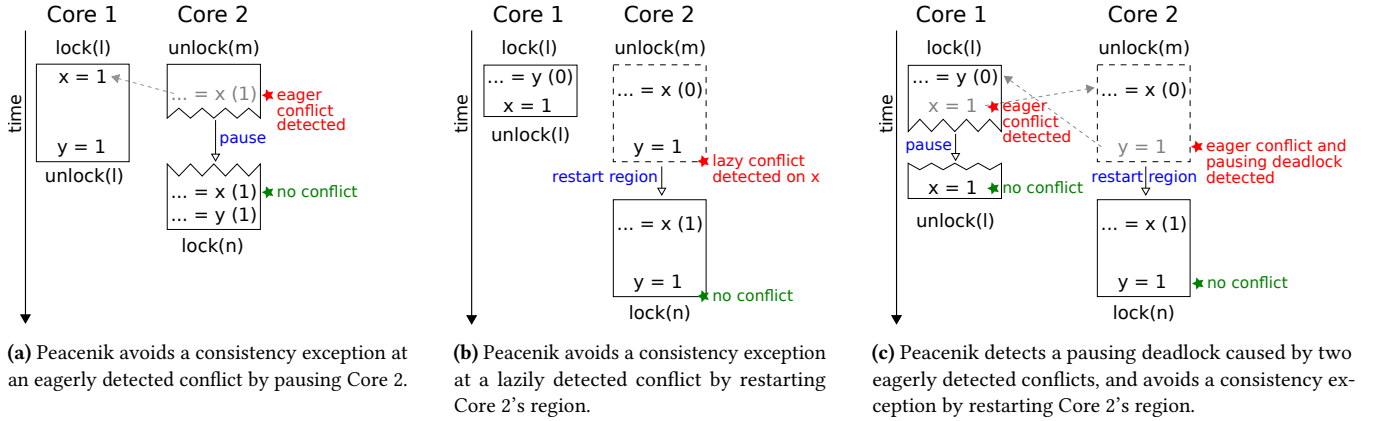 Core 1
Core 2
time
lock(l)
unlock(m)
x = 1
... = x (1)
eager
conflict
detected
pause
y = 1
unlock(l)
... = x (1)
no conflict
... = y (1)
lock(n)
(a) Peacenik avoids a consistency exception at
an eagerly detected conflict by pausing Core 2.
Core 1
Core 2
time
lock(l)
unlock(m)
... = y (0)
x = 1
unlock(l)
... = x (0)
y = 1
lazy conflict
detected on x
restart region
... = x (1)
y = 1
no conflict
lock(n)
(b) Peacenik avoids a consistency exception
at a lazily detected conflict by restarting
Core 2's region.
Core 1
Core 2
time
lock(l)
unlock(m)
... = y (0)
x = 1
eager
conflict
detected
pause
x = 1
no conflict
unlock(l)
... = x (0)
y = 1
eager conflict and
pausing deadlock
detected
restart region
... = x (1)
y = 1
no conflict
lock(n)
(c) Peacenik detects a pausing deadlock caused by two
eagerly detected conflicts, and avoids a consistency ex-
ception by restarting Core 2's region.